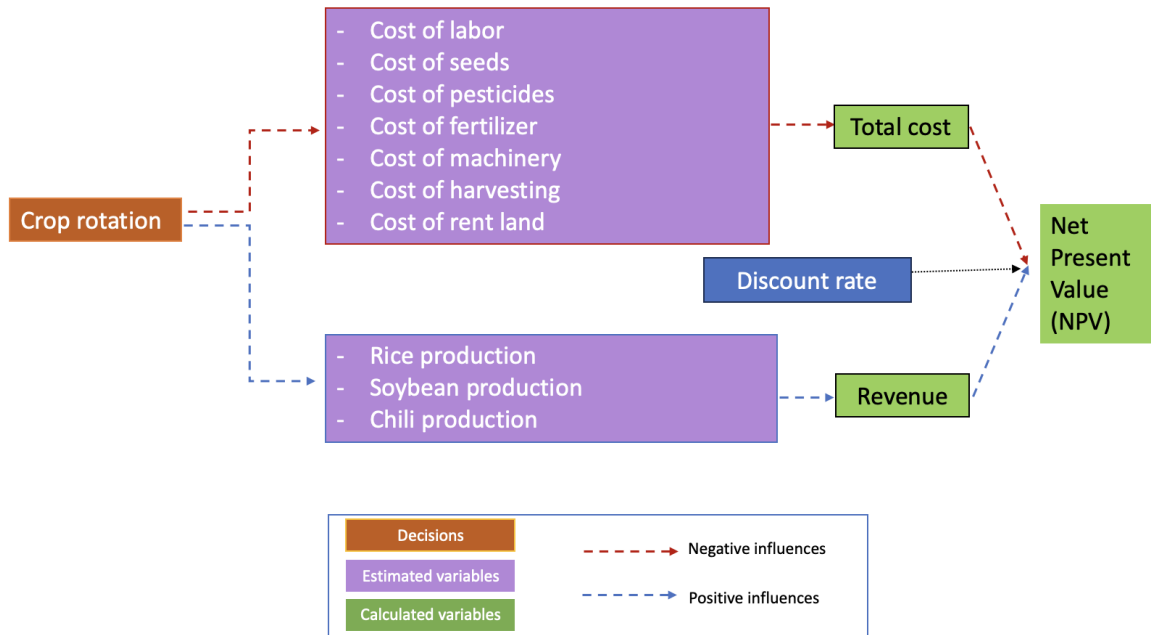 - Cost of labor
- Cost of seeds
- Cost of pesticides
- Cost of fertilizer
- Cost of machinery
- Cost of harvesting
- Cost of rent land
Total cost
Crop rotation
Discount rate
Net
Present
Value
(NPV)
- Rice production
- Soybean production
- Chili production
Revenue
Decisions
Estimated variables
Calculated variables
Negative influences
Positive influences